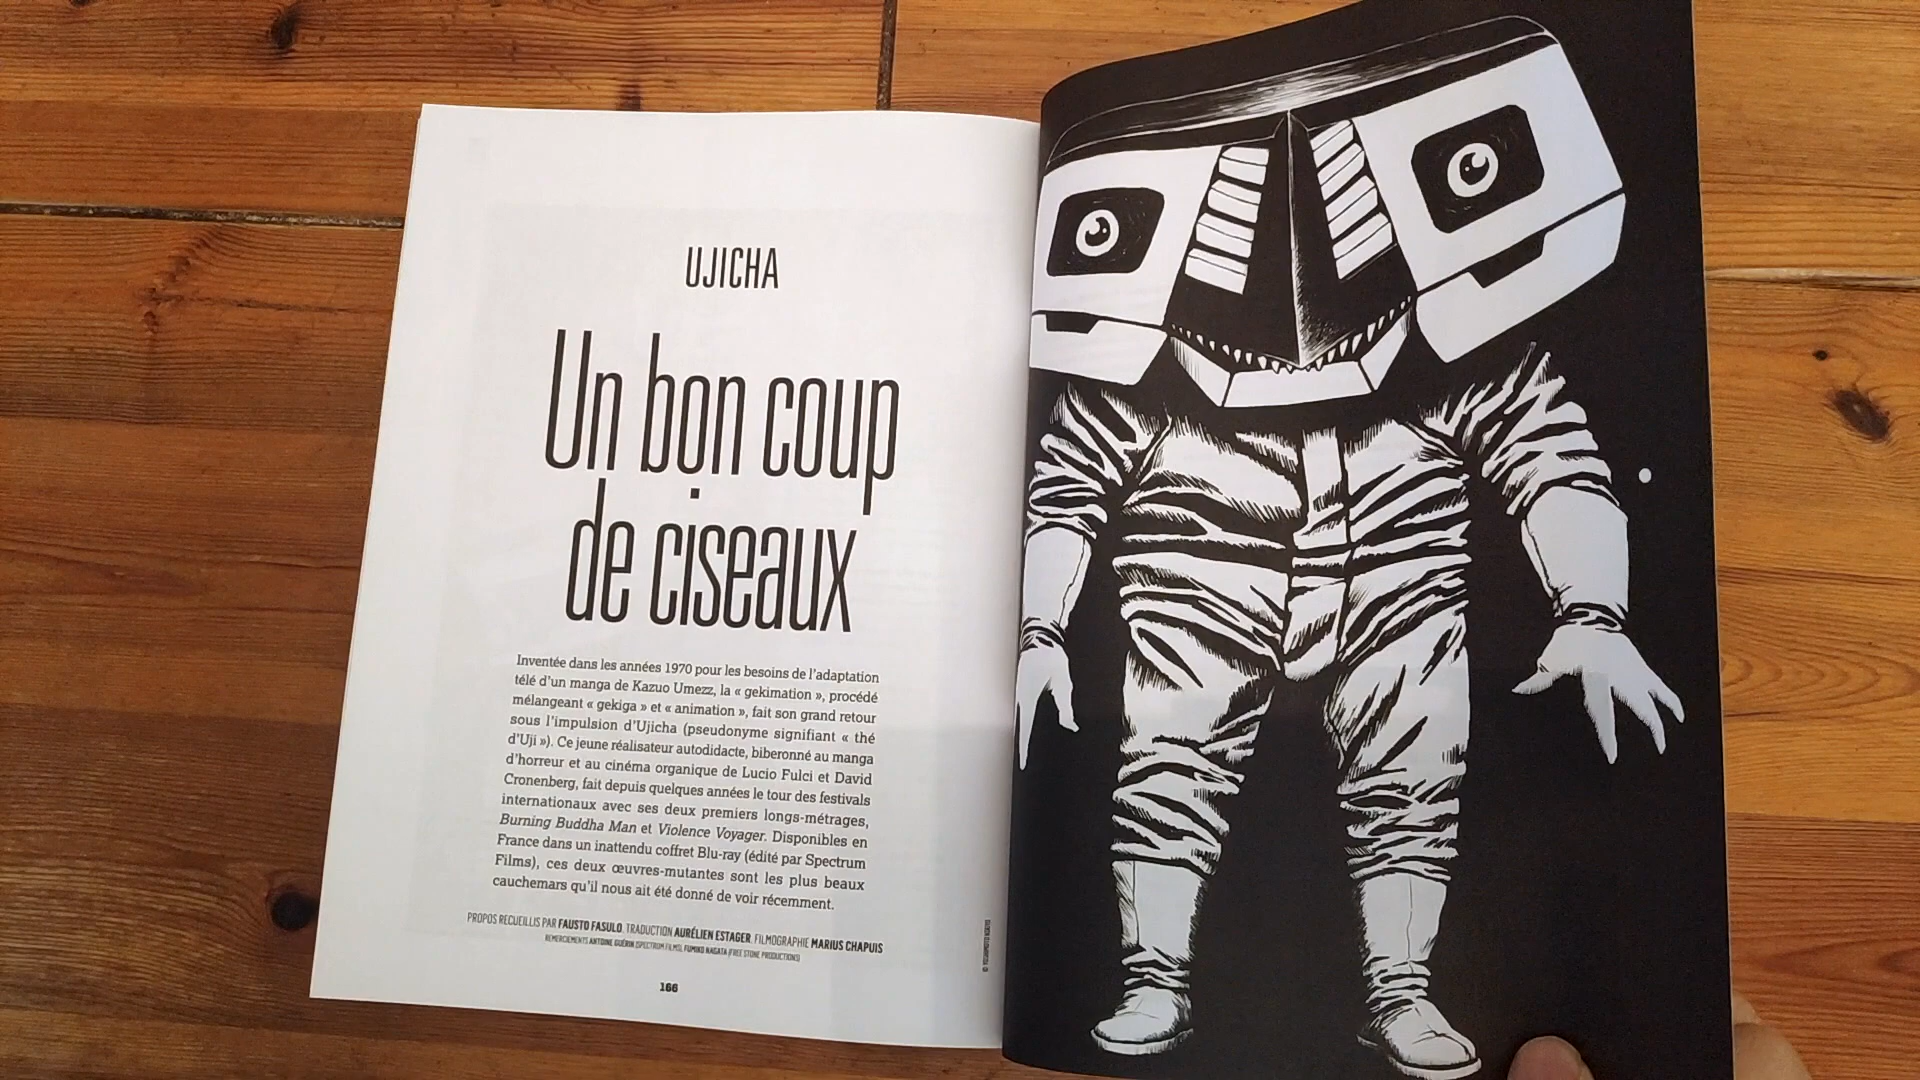 UJICHA
Un bon coup
de ciseaux
Inventée dans les années 1970 pour les besoins de l'adaptation
télé d'un manga de Kazuo Umezz, la « gekimation », procédé
mélangeant « gekiga » et « animation », fait son grand retour
sous l'impulsion d'Ujicha (pseudonyme signifiant « thé
d'Uji »). Ce jeune réalisateur autodidacte, biberonné au manga
d'horreur et au cinéma organique de Lucio Fulci et David
Cronenberg, fait depuis quelques années le tour des festivals
internationaux avec ses deux premiers longs-métrages,
Burning Buddha Man et Violence Voyager. Disponibles en
France dans un inattendu coffret Blu-ray (édité par Spectrum
Films), ces deux œuvres-mutantes sont les plus beaux
cauchemars qu'il nous ait été donné de voir récemment.
PROPOS RECUEILLIS PAR FAUSTO FASULO. TRADUCTION AURÉLIEN ESTAGER. FILMOGRAPHIE MARIUS CHAPUIS
REMERCIEMENTS ANTOINE GUÉRIN (SPECTRUM FILMS), FUMIKO NAGATA (FREE STONE PRODUCTIONS)
166